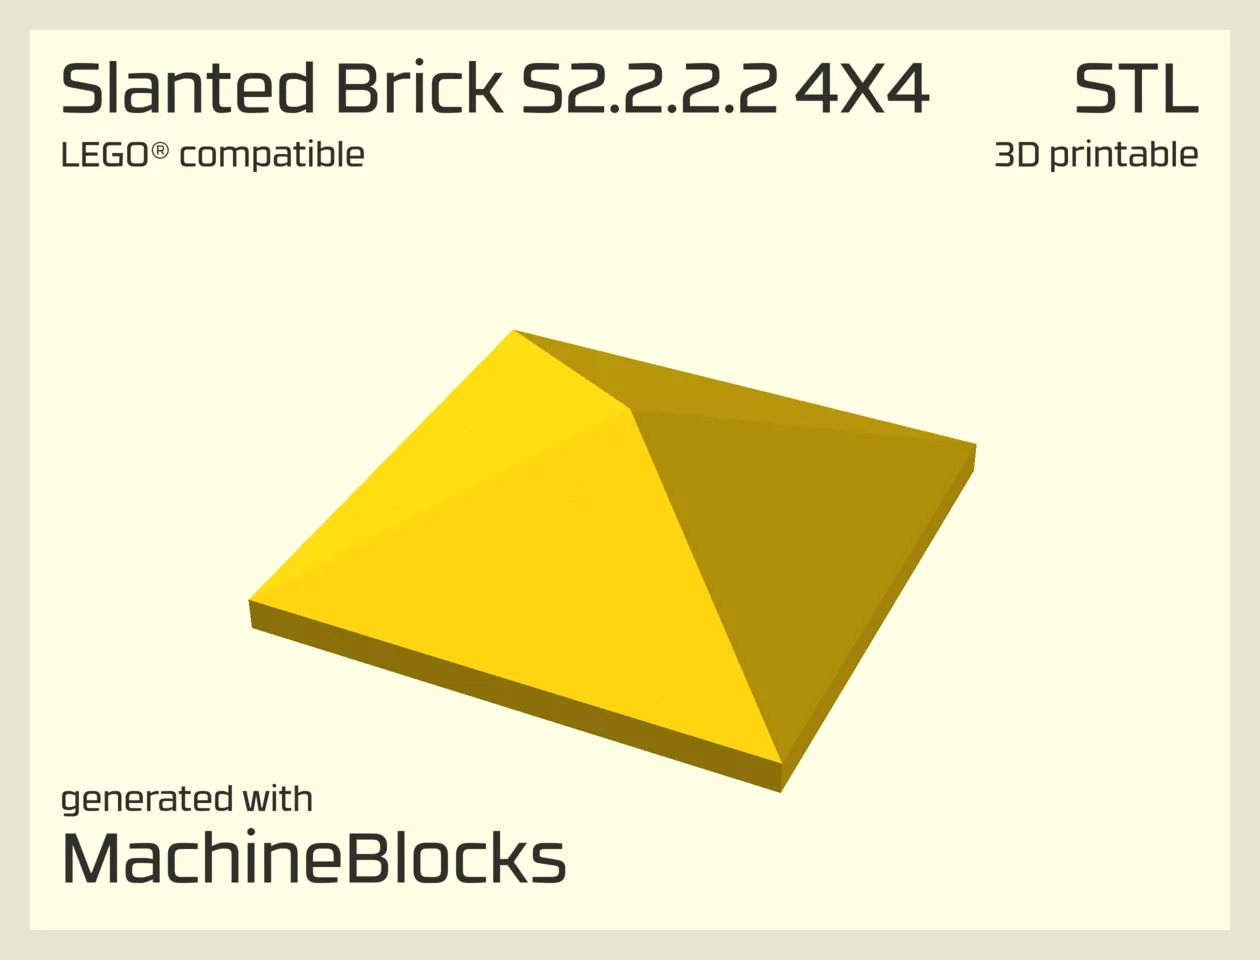 Slanted Brick S2.2.2.2 4X4 STL
LEGO® compatible 3D printable
generated with
MachineBlocks